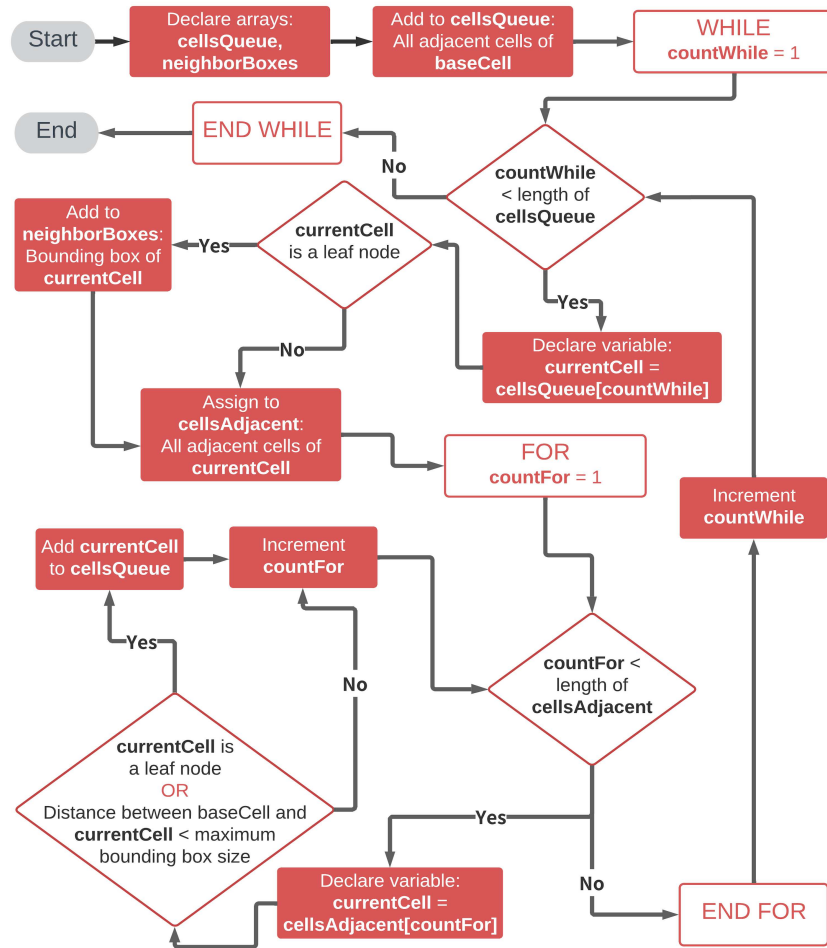 Start
Declare arrays:
cellsQueue,
neighborBoxes
Add to cellsQueue:
All adjacent cells of
baseCell
WHILE
countWhile = 1
End
END WHILE
No
countWhile
< length of
cellsQueue
Add to
neighborBoxes:
Bounding box of
currentCell
Yes
currentCell
is a leaf node
Yes
No
Declare variable:
currentCell =
cellsQueue[countWhile]
Assign to
cellsAdjacent:
All adjacent cells of
currentCell
FOR
countFor = 1
Increment
countWhile
Add currentCell
to cellsQueue
Increment
countFor
Yes
No
countFor <
length of
cellsAdjacent
currentCell is
a leaf node
OR
Distance between baseCell and
currentCell < maximum
bounding box size
Yes
No
Declare variable:
currentCell =
cellsAdjacent[countFor]
END FOR